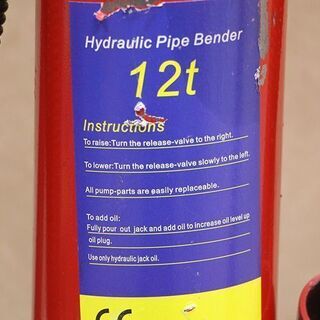 Hydraulic Pipe Bender
12t
Instructions
To raise:Turn the release-valve to the right.
To lower:Turn the release-valve slowly to the left.
All pump-parts are easily replaceable.
To add oil:
Fully pour out jack and add oil to increase oil level up
oil plug.
Use only hydraulic jack oil.
CE